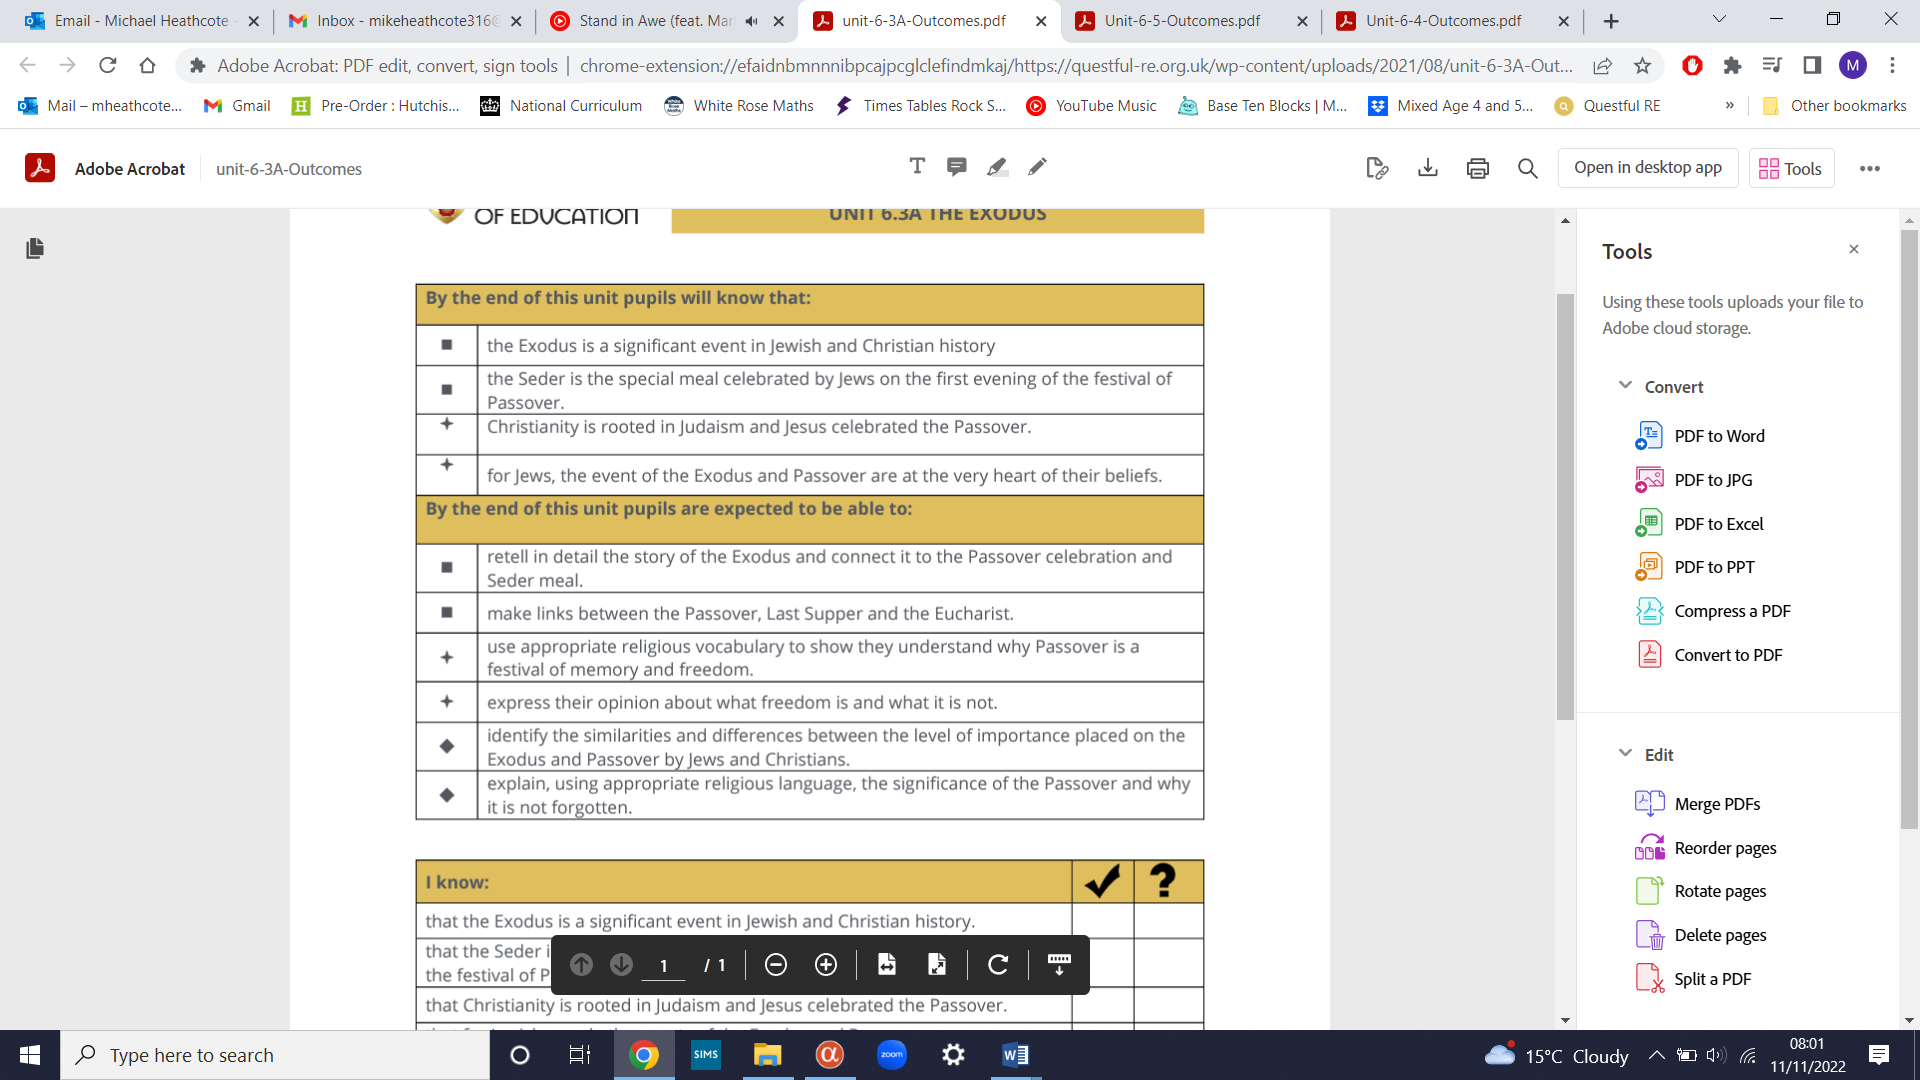 Email - Michael Heathcote
Inbox - mikeheathcote316@
Stand in Awe (feat. Mar
unit-6-3A-Outcomes.pdf
Unit-6-5-Outcomes.pdf
Unit-6-4-Outcomes.pdf
Adobe Acrobat: PDF edit, convert, sign tools | chrome-extension://efaidnbmnnnibpcajpcglclefindmkaj/https://questful-re.org.uk/wp-content/uploads/2021/08/unit-6-3A-Out...
M
Mail – mheathcote...
Gmail
Pre-Order : Hutchis...
National Curriculum
White Rose Maths
Times Tables Rock S...
YouTube Music
Base Ten Blocks | M...
Mixed Age 4 and 5...
Questful RE
»
Other bookmarks
Adobe Acrobat
unit-6-3A-Outcomes
Open in desktop app
Tools
OF EDUCATION
UNIT 6.3A THE EXODUS
By the end of this unit pupils will know that:
the Exodus is a significant event in Jewish and Christian history
the Seder is the special meal celebrated by Jews on the first evening of the festival of
Passover.
Christianity is rooted in Judaism and Jesus celebrated the Passover.
for Jews, the event of the Exodus and Passover are at the very heart of their beliefs.
By the end of this unit pupils are expected to be able to:
retell in detail the story of the Exodus and connect it to the Passover celebration and
Seder meal.
make links between the Passover, Last Supper and the Eucharist.
use appropriate religious vocabulary to show they understand why Passover is a
festival of memory and freedom.
express their opinion about what freedom is and what it is not.
identify the similarities and differences between the level of importance placed on the
Exodus and Passover by Jews and Christians.
explain, using appropriate religious language, the significance of the Passover and why
it is not forgotten.
I know:
?
that the Exodus is a significant event in Jewish and Christian history.
that the Seder i
the festival of P
that Christianity is rooted in Judaism and Jesus celebrated the Passover.
1 / 1
Tools
Using these tools uploads your file to
Adobe cloud storage.
Convert
PDF to Word
PDF to JPG
PDF to Excel
PDF to PPT
Compress a PDF
Convert to PDF
Edit
Merge PDFs
Reorder pages
Rotate pages
Delete pages
Split a PDF
Type here to search
SIMS
zoom
15°C Cloudy
08:01
11/11/2022